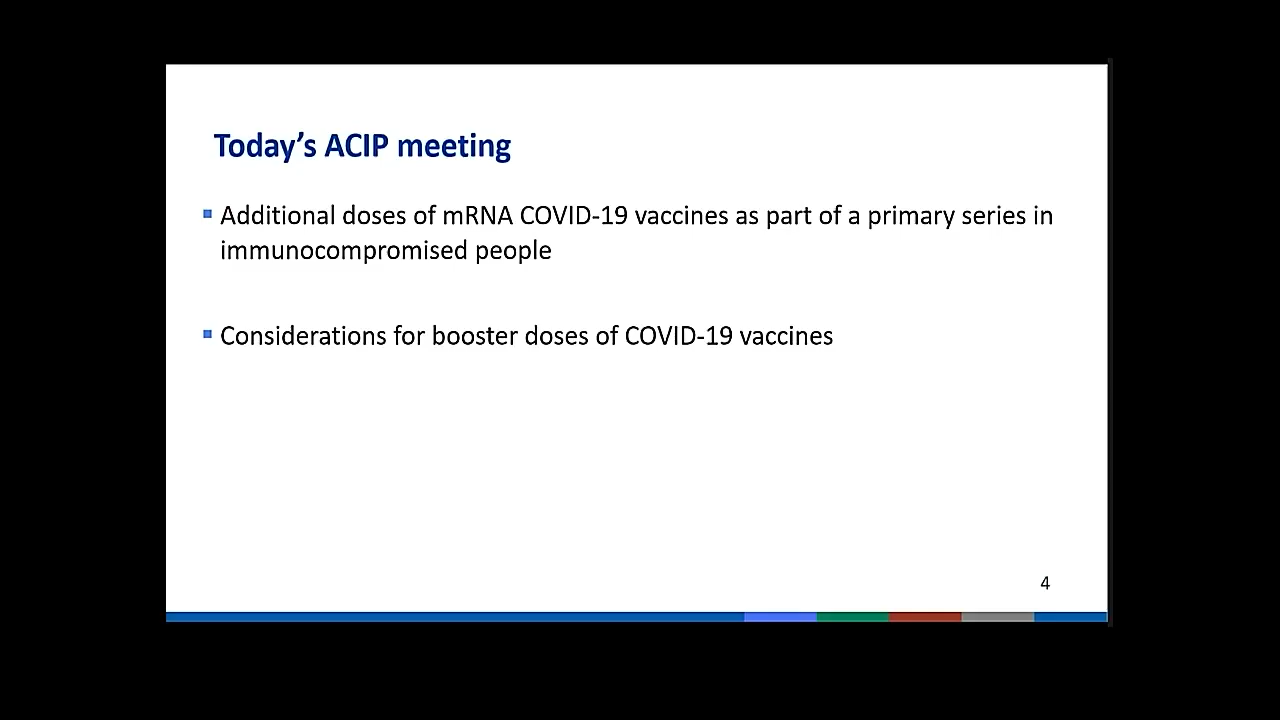 Today’s ACIP meeting
Additional doses of mRNA COVID-19 vaccines as part of a primary series in
immunocompromised people
Considerations for booster doses of COVID-19 vaccines
4